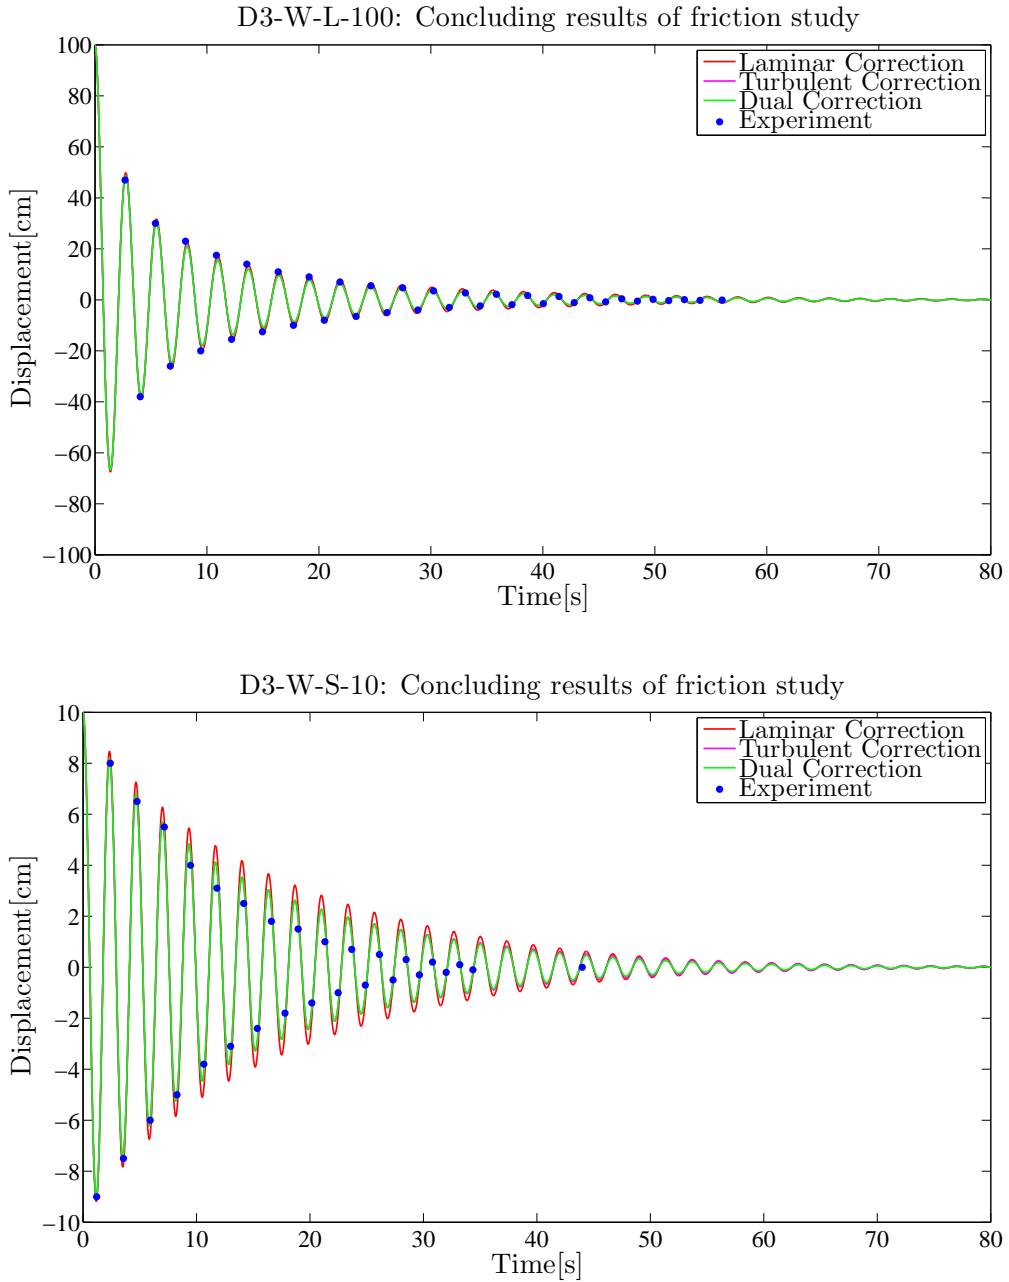 D3-W-L-100: Concluding results of friction study
100
80
60
40
20
0
−20
−40
−60
−80
−100
Displacement[cm]
Laminar Correction
Turbulent Correction
Dual Correction
Experiment
0 10 20 30 40 50 60 70 80
Time[s]
D3-W-S-10: Concluding results of friction study
10
8
6
4
2
0
−2
−4
−6
−8
−10
Displacement[cm]
Laminar Correction
Turbulent Correction
Dual Correction
Experiment
0 10 20 30 40 50 60 70 80
Time[s]